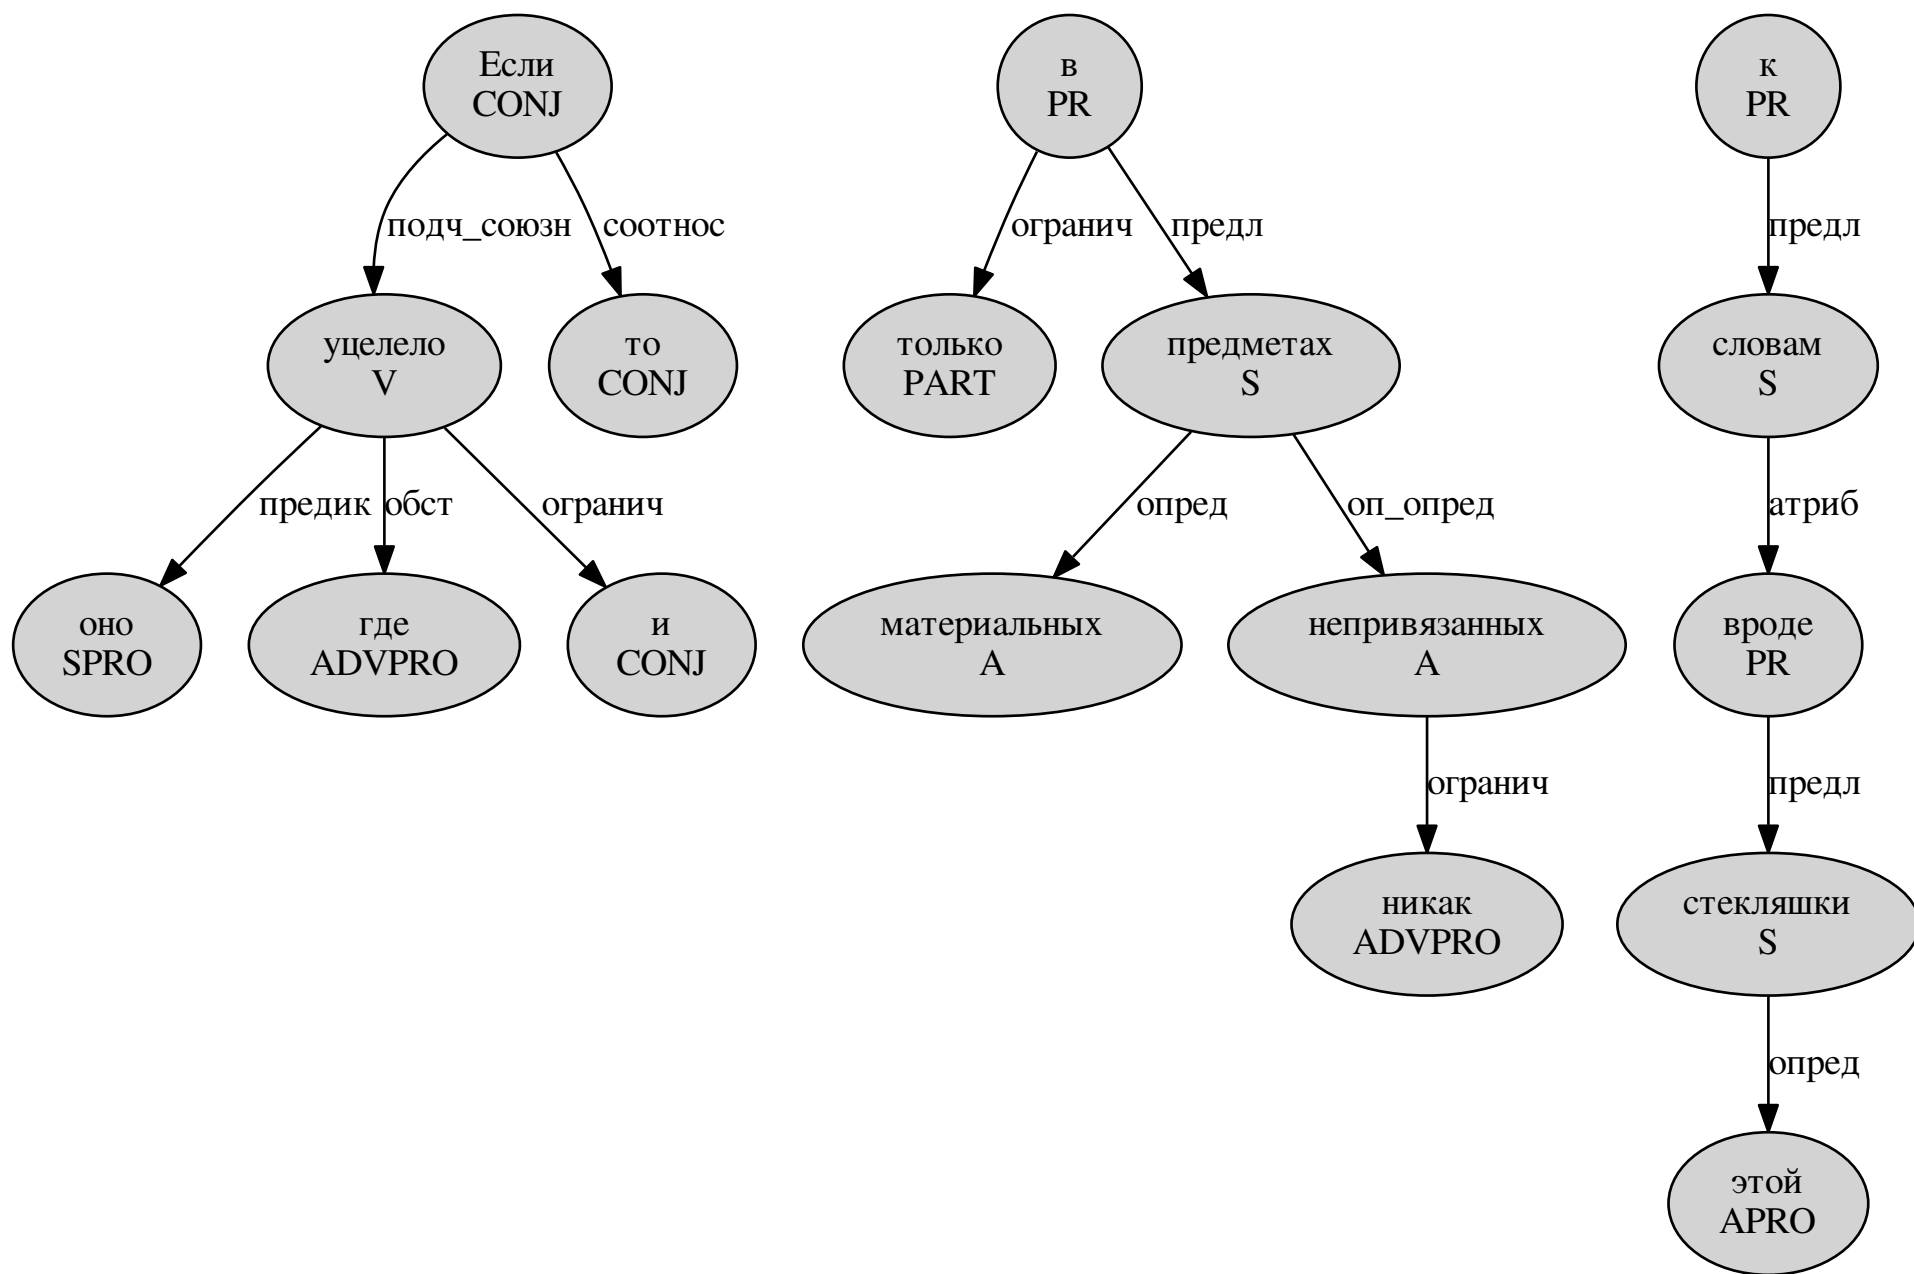 Если
CONJ
в
PR
к
PR
подч_союзн
соотнос
огранич
предл
предл
уцелело
V
то
CONJ
только
PART
предметах
S
словам
S
предик
обст
огранич
опред
оп_опред
атриб
оно
SPRO
где
ADVPRO
и
CONJ
материальных
A
непривязанных
A
вроде
PR
огранич
предл
никак
ADVPRO
стекляшки
S
опред
этой
APRO